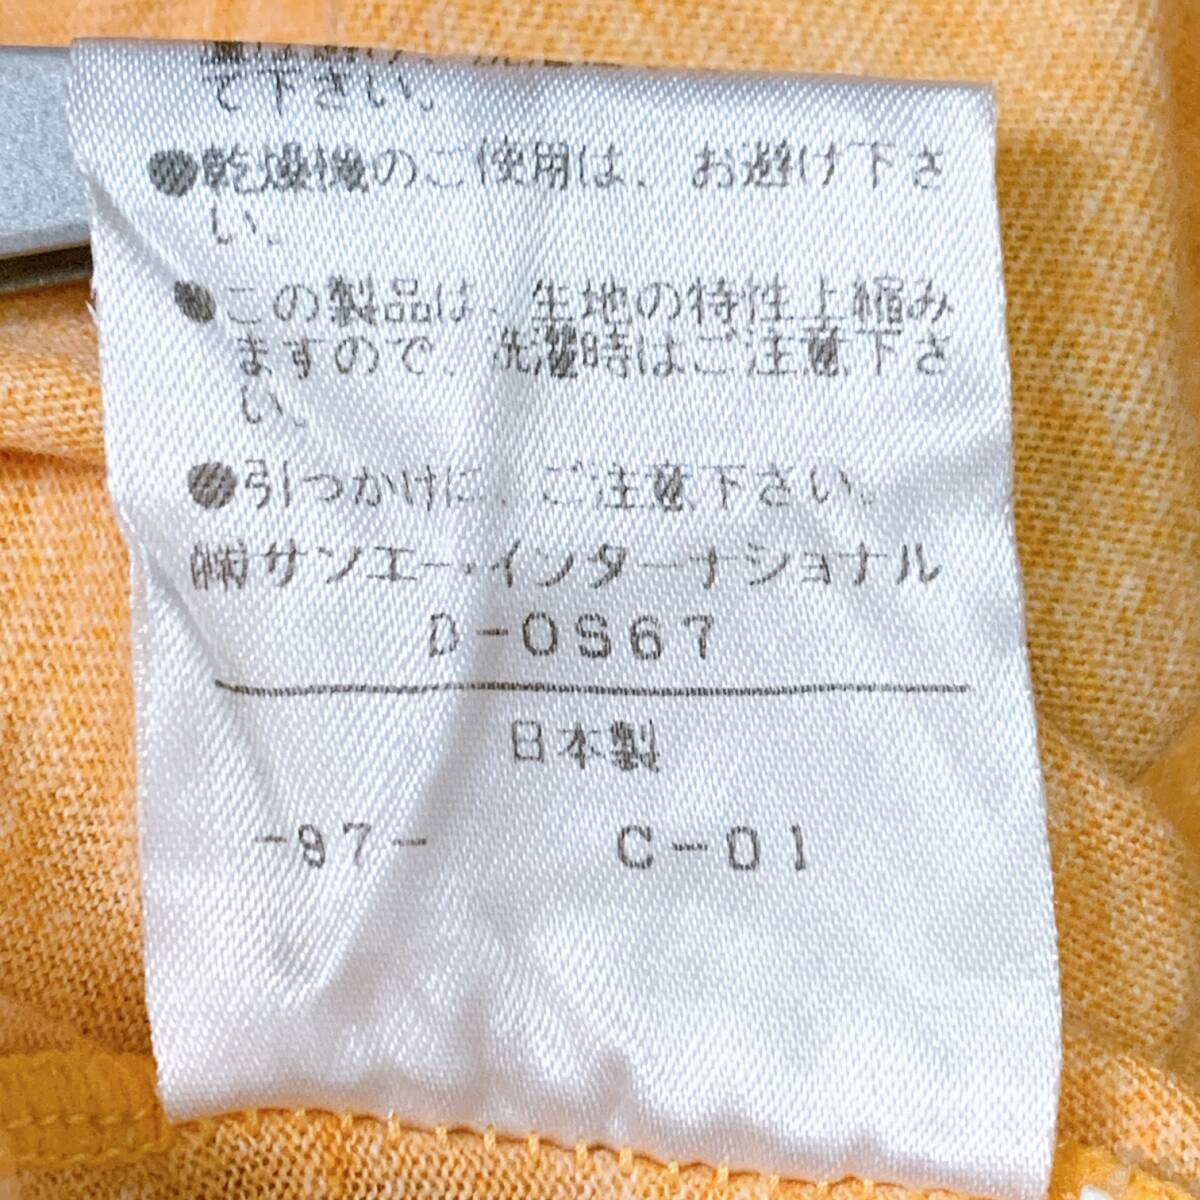 て下さい。
●乾燥機のご使用は、お避け下さ
い。
●この製品は、生地の特性上縮み
ますので、洗濯時はご注意下さ
い。
●引つかけに、ご注意下さい。
㈱サンエー・インターナショナル
D-OS67
日本製
-97- C-01